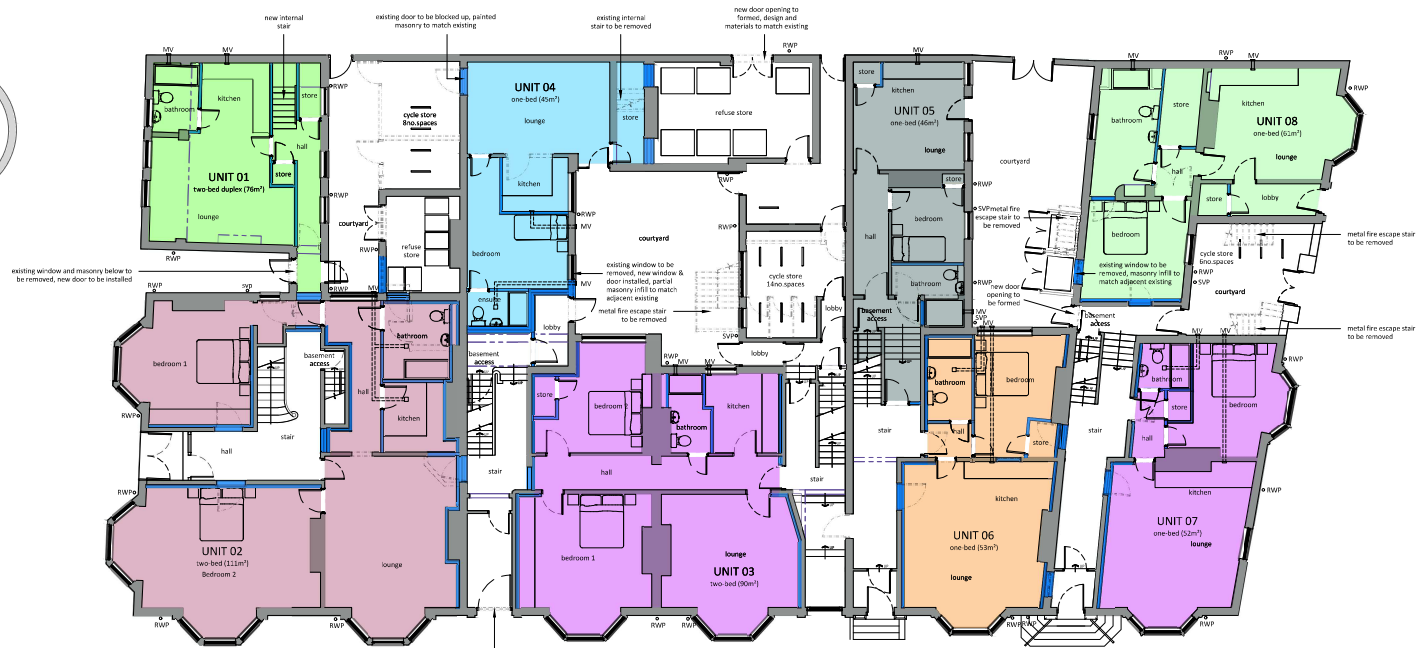 new internal
stair
existing door to be blocked up, painted
masonry to match existing
existing internal
stair to be removed
new door opening to
formed, design and
materials to match existing
RWP
MV
MV
MV
MV
RWP
MV
RWP
kitchen
store
bathroom
hall
store
UNIT 01
two-bed duplex (76m²)
lounge
RWP
RWP
RWP
RWP
cycle store
8no.spaces
courtyard
RWP
refuse
store
UNIT 04
one-bed (45m²)
lounge
store
kitchen
bedroom
ensuite
RWP
MV
MV
lobby
refuse store
RWP
RWP
courtyard
lobby
cycle store
14no.spaces
lobby
lobby
SVP
existing window to be
removed, new window &
door installed, partial
masonry infill to match
adjacent existing
metal fire escape stair
to be removed
store
kitchen
UNIT 05
one-bed (46m²)
lounge
store
bedroom
hall
bathroom
basement
access
RWP
SVP
metal fire
escape stair to
be removed
RWP
MV
SVP
courtyard
new door
opening to
be formed
bathroom
store
kitchen
UNIT 08
one-bed (61m²)
lounge
hall
store
lobby
bedroom
RWP
RWP
existing window to be
removed, masonry infill to
match adjacent existing
cycle store
6no.spaces
RWP
SVP
courtyard
metal fire escape stair
to be removed
metal fire escape stair
to be removed
existing window and masonry below to
be removed, new door to be installed
RWP
svp
MV
bedroom 1
basement
access
bathroom
hall
kitchen
stair
hall
RWP
RWP
UNIT 02
two-bed (111m²)
Bedroom 2
lounge
RWP
RWP
basement
access
stair
RWP
MV
MV
store
bedroom 2
bathroom
kitchen
hall
stair
bedroom 1
lounge
UNIT 03
two-bed (90m²)
RWP
RWP
stair
bathroom
bedroom
hall
store
kitchen
UNIT 06
one-bed (53m²)
lounge
RWP
RWP
basement
access
stair
MV
MV
RWP
bathroom
store
bedroom
hall
kitchen
UNIT 07
one-bed (52m²)
lounge
RWP
RWP